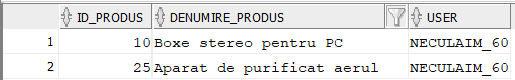 ID_PRODUS DENUMIRE_PRODUS USER
1 10 Boxe stereo pentru PC NECULAIM_60
2 25 Aparat de purificat aerul NECULAIM_60